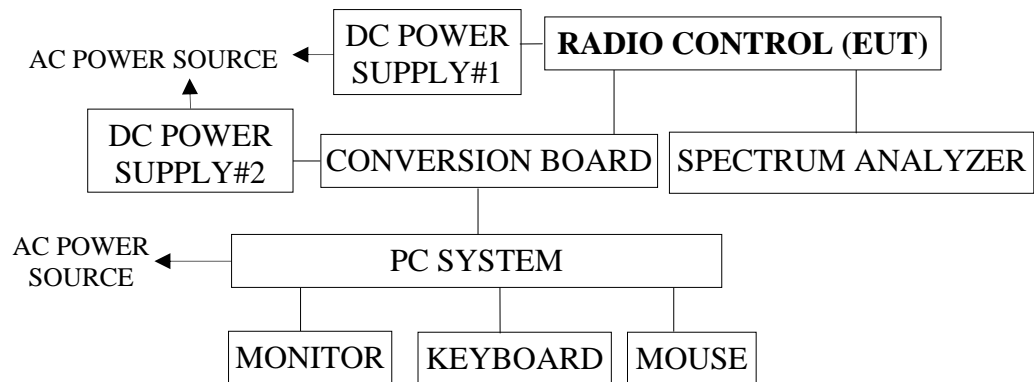 DC POWER
SUPPLY#1
RADIO CONTROL (EUT)
AC POWER SOURCE
DC POWER
SUPPLY#2
CONVERSION BOARD
SPECTRUM ANALYZER
AC POWER
SOURCE
PC SYSTEM
MONITOR
KEYBOARD
MOUSE